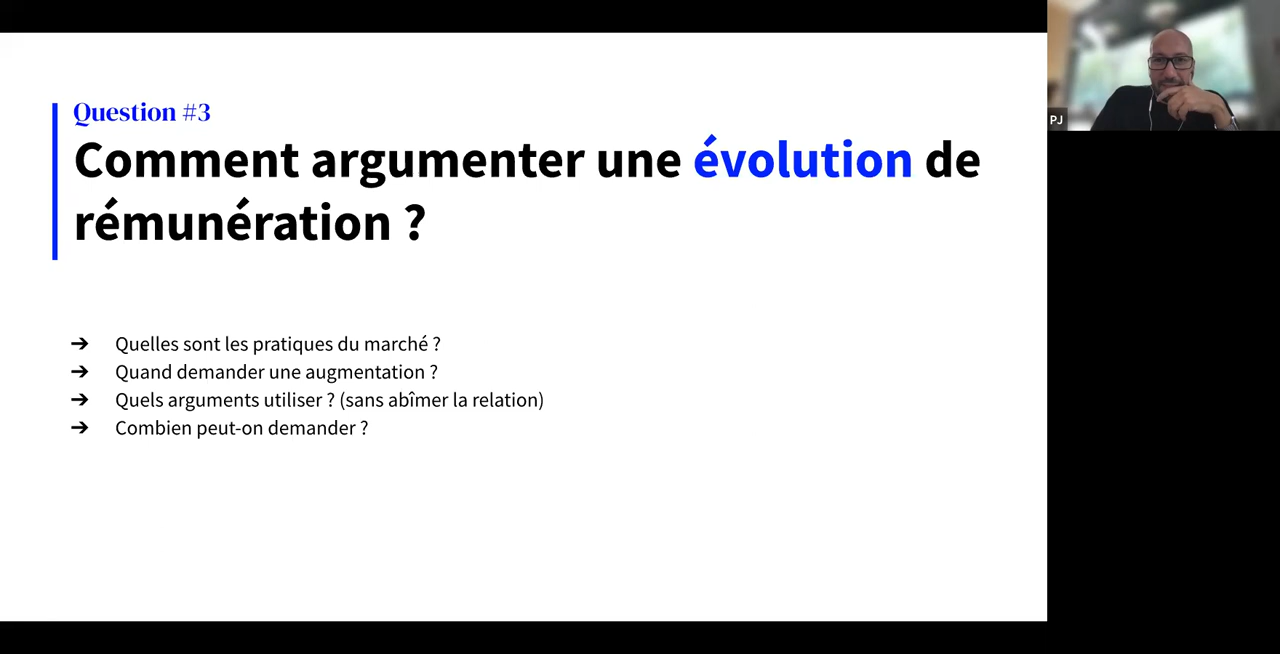 Question #3
Comment argumenter une évolution de
rémunération ?
➔ Quelles sont les pratiques du marché ?
➔ Quand demander une augmentation ?
➔ Quels arguments utiliser ? (sans abîmer la relation)
➔ Combien peut-on demander ?
PJ